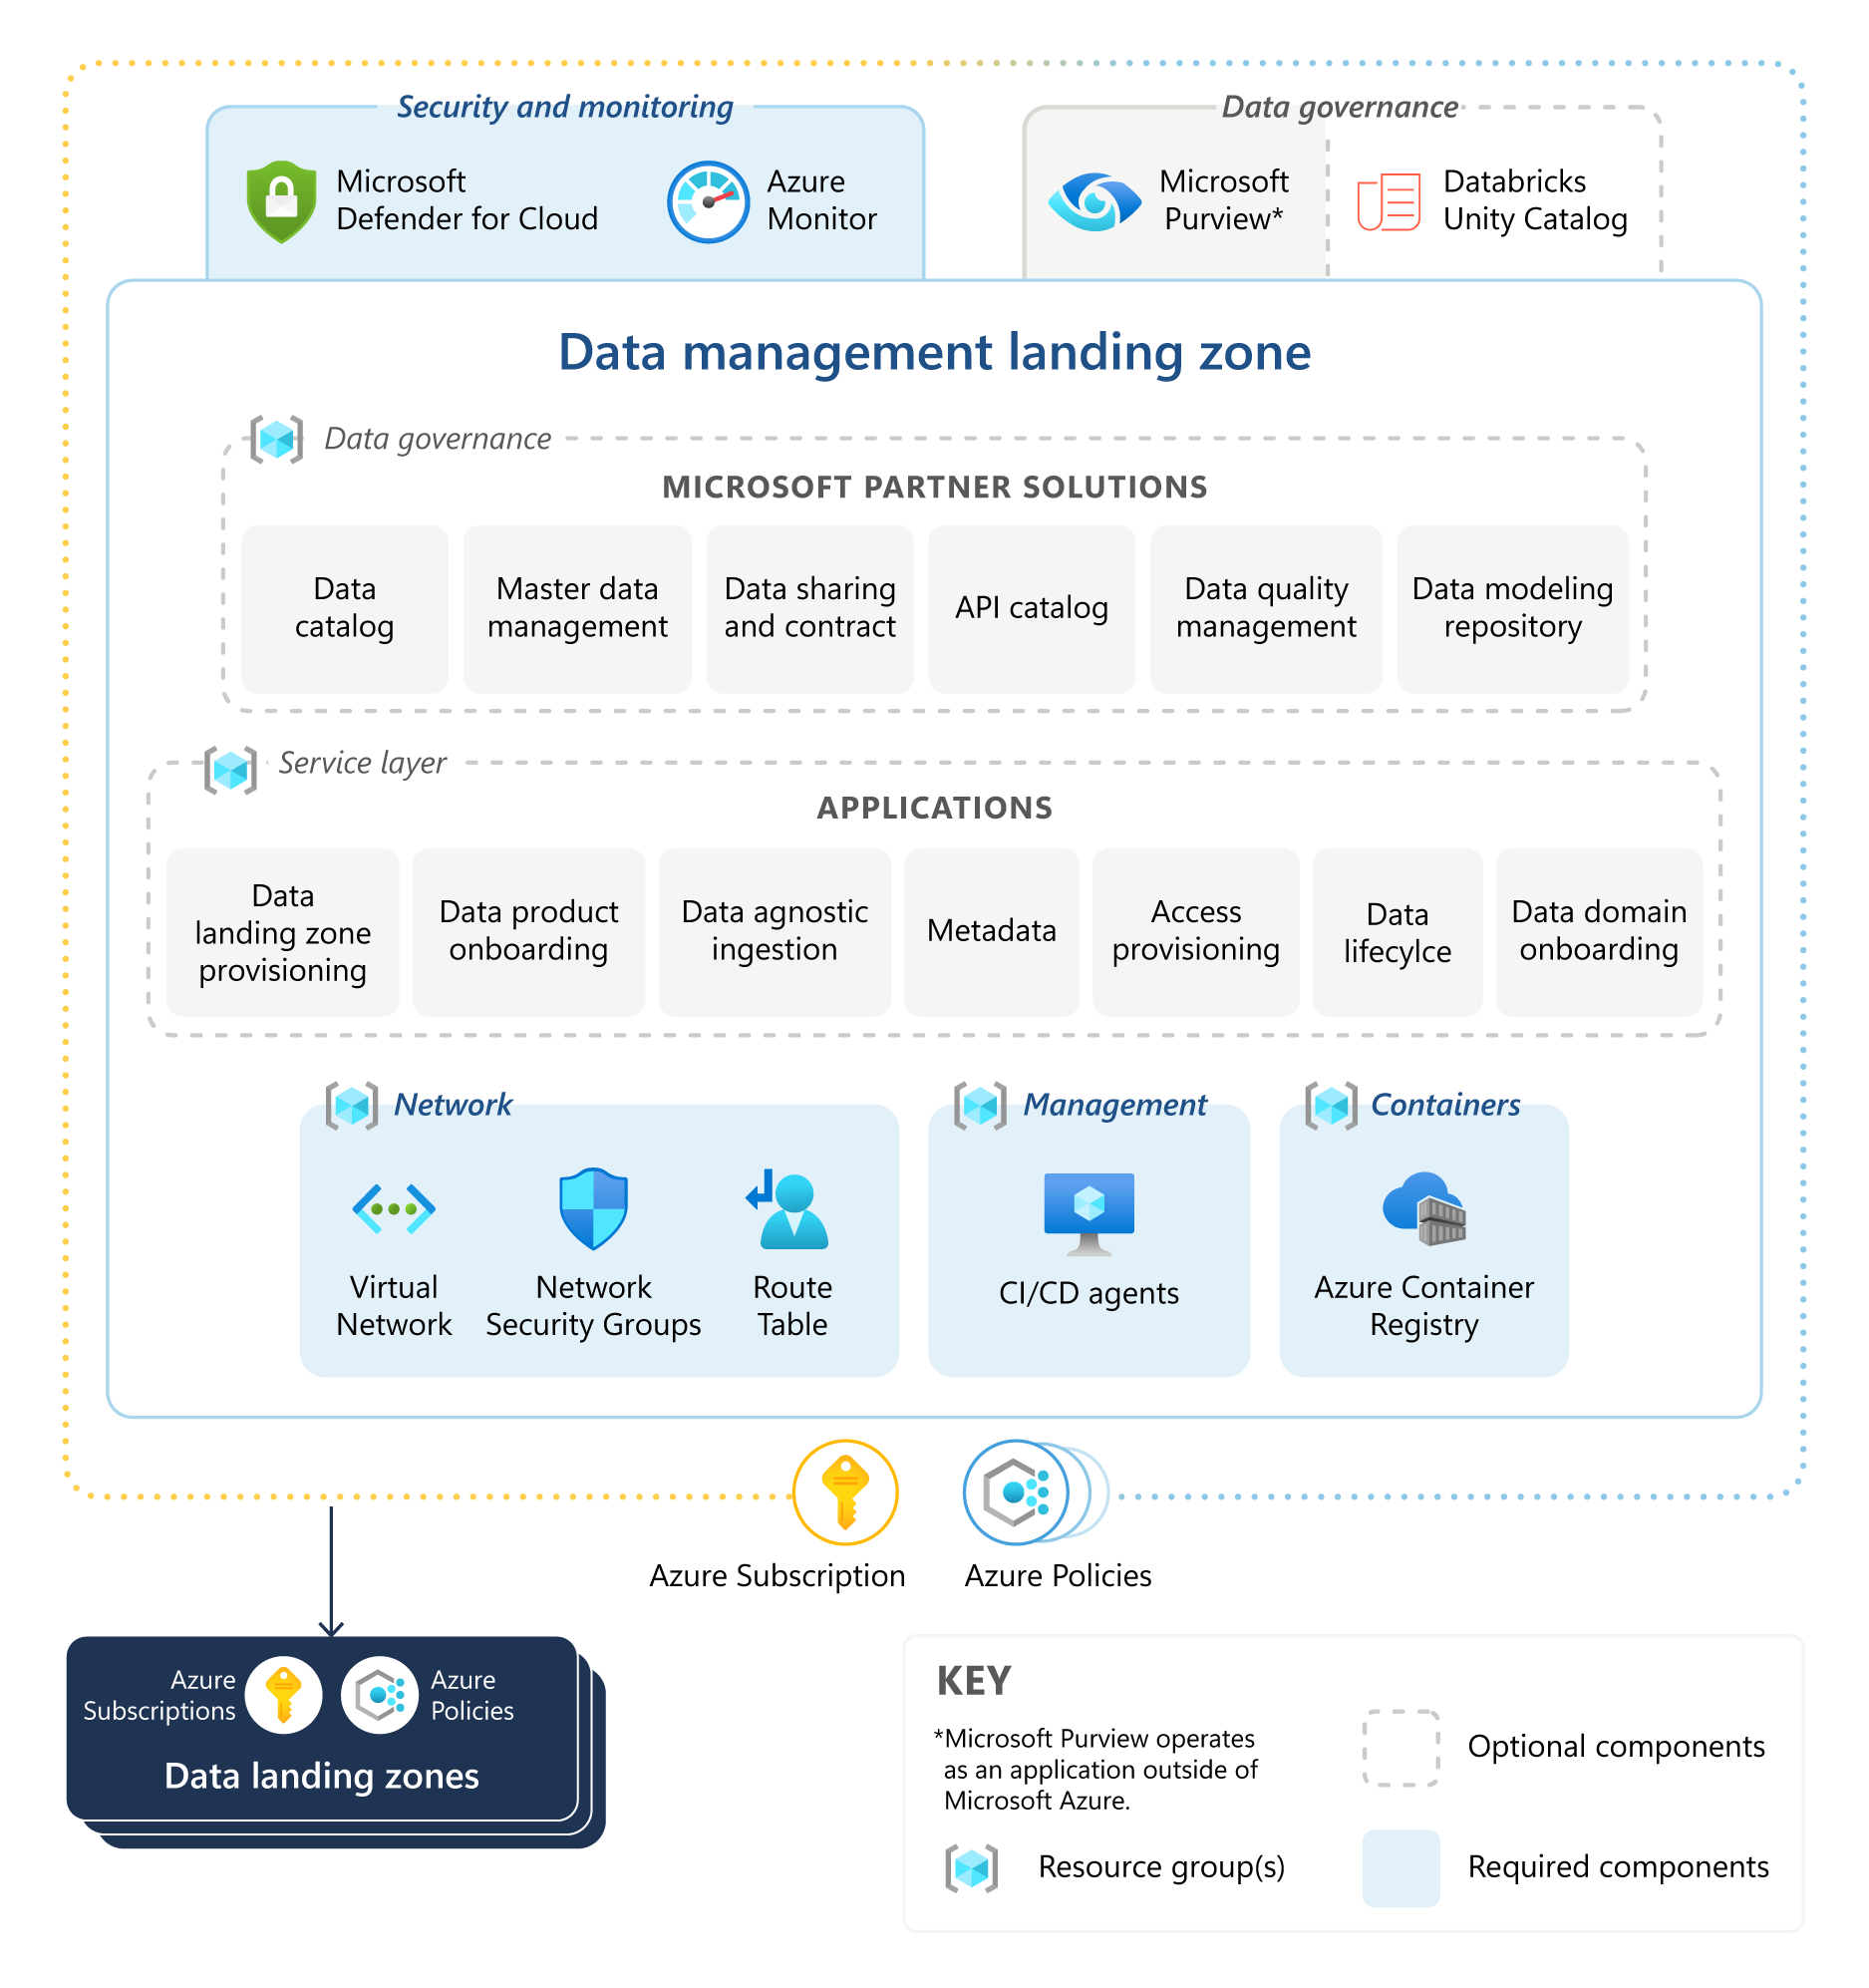 Security and monitoring
Microsoft
Defender for Cloud
Azure
Monitor
Data governance
Microsoft
Purview*
Databricks
Unity Catalog
Data management landing zone
Data governance
MICROSOFT PARTNER SOLUTIONS
Data
catalog
Master data
management
Data sharing
and contract
API catalog
Data quality
management
Data modeling
repository
Service layer
APPLICATIONS
Data
landing zone
provisioning
Data product
onboarding
Data agnostic
ingestion
Metadata
Access
provisioning
Data
lifecylce
Data domain
onboarding
Network
Virtual
Network
Network
Security Groups
Route
Table
Management
CI/CD agents
Containers
Azure Container
Registry
Azure Subscription
Azure Policies
Azure
Subscriptions
Azure
Policies
Data landing zones
KEY
*Microsoft Purview operates
as an application outside of
Microsoft Azure.
Resource group(s)
Optional components
Required components